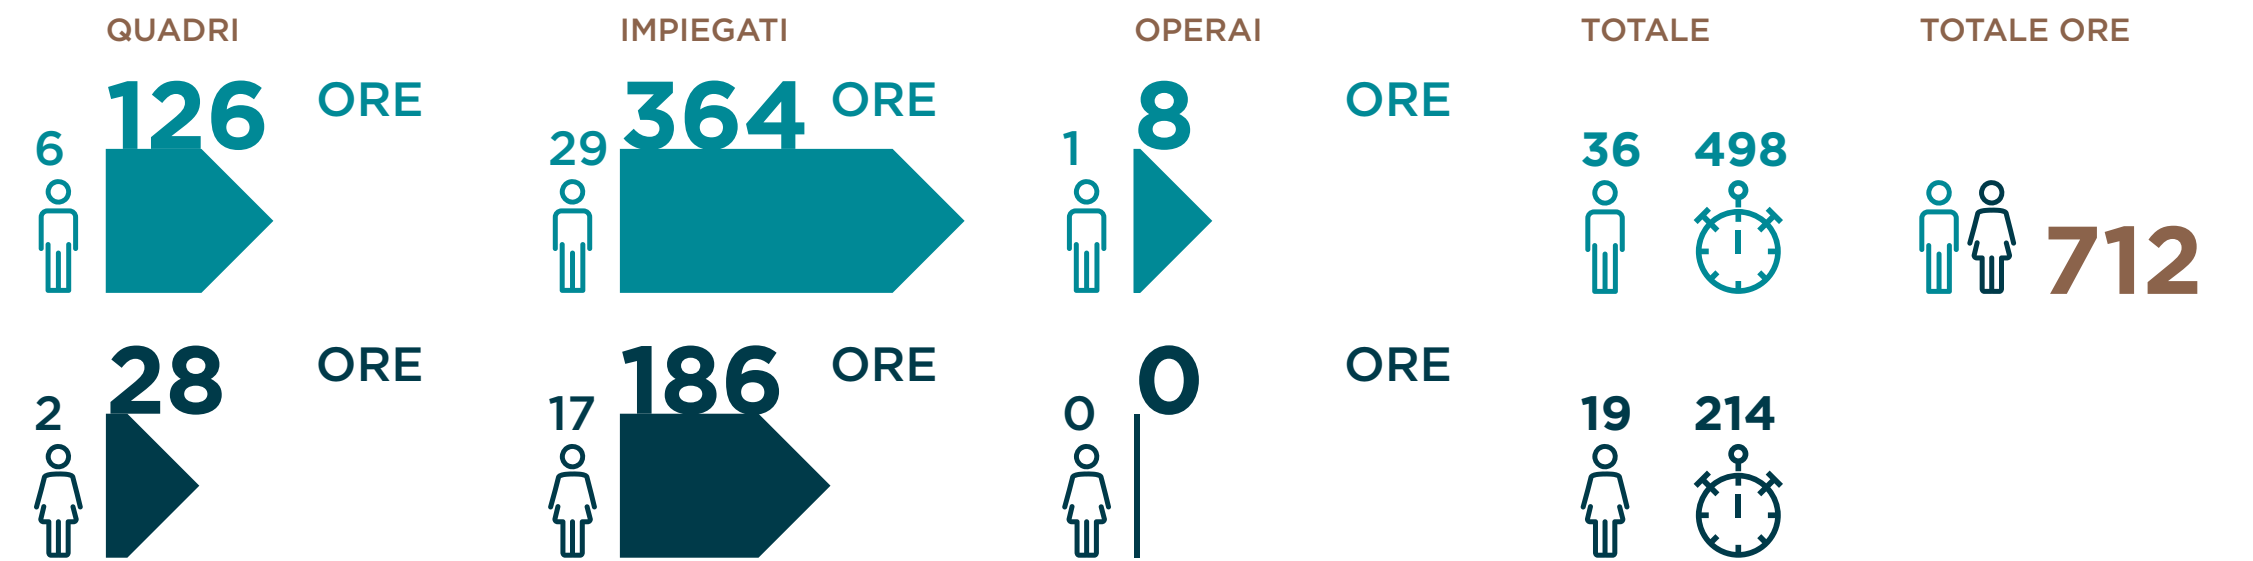 QUADRI IMPIEGATI OPERAI TOTALE TOTALE ORE
126 ORE 364 ORE 8 ORE
6 29 1 36 498
712
28 ORE 186 ORE 0 ORE
2 17 0 19 214